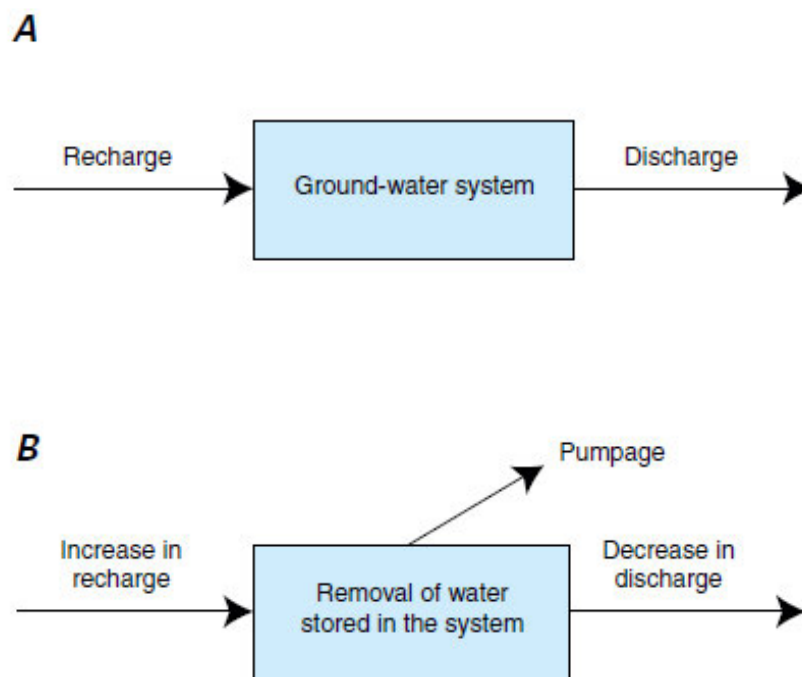 A
Recharge
Ground-water system
Discharge
B
Pumpage
Increase in
recharge
Removal of water
stored in the system
Decrease in
discharge